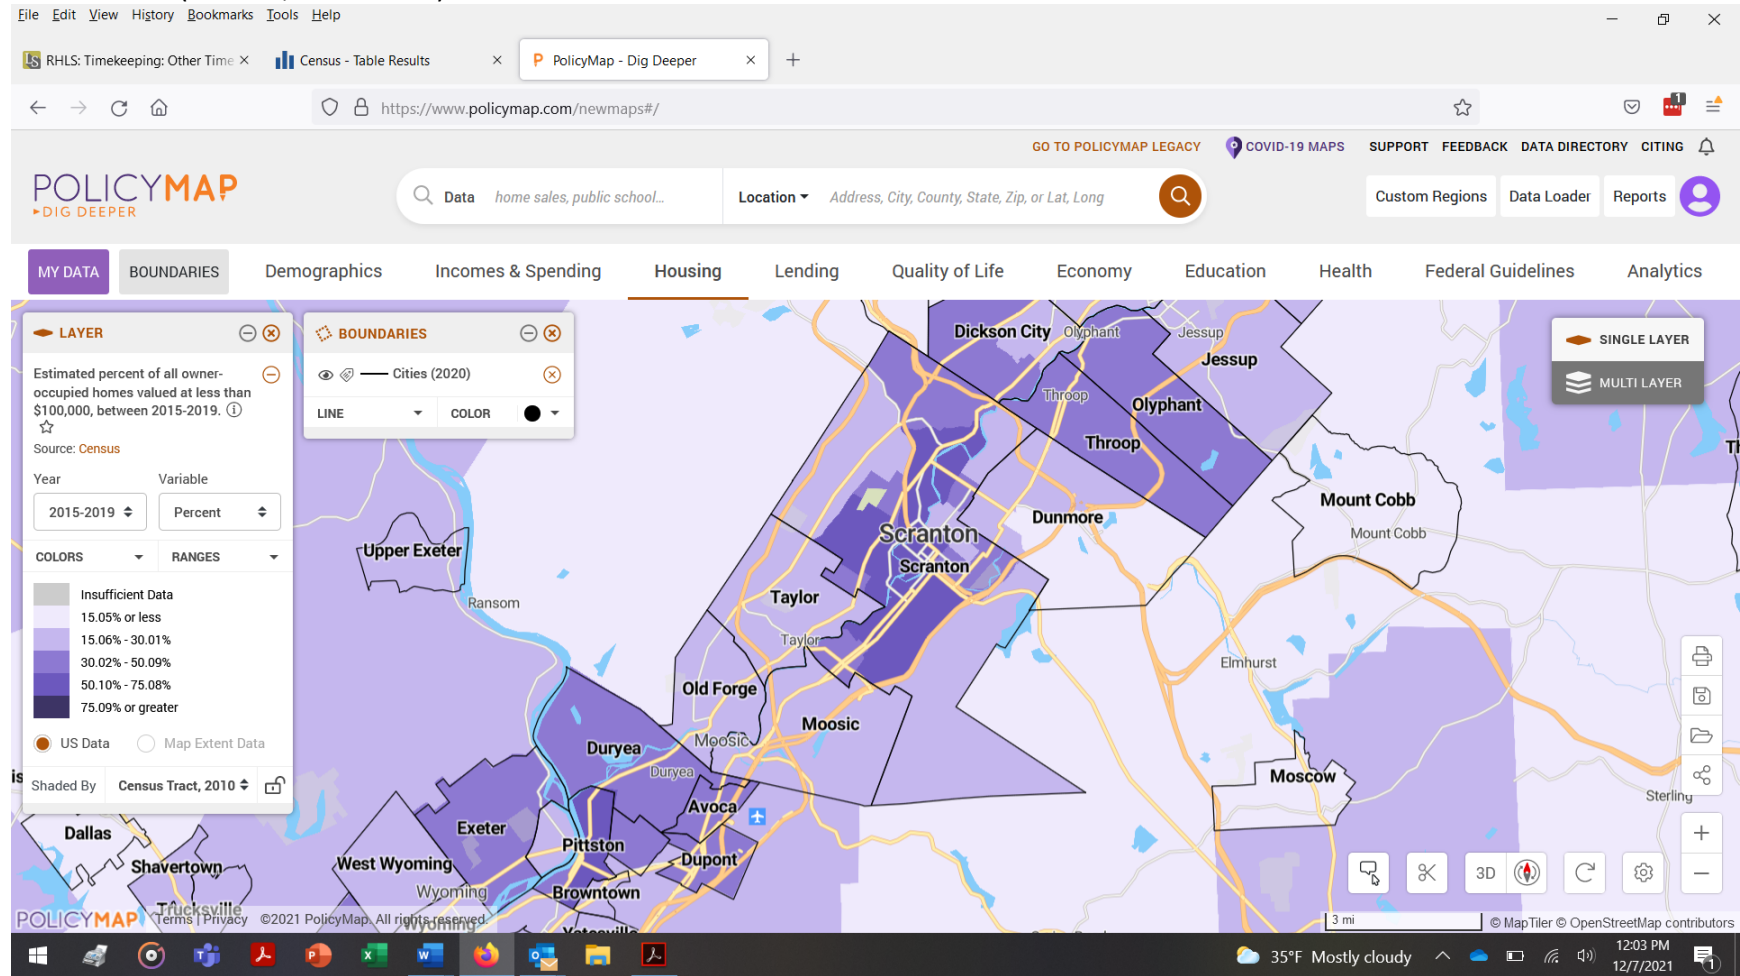 File Edit View History Bookmarks Tools Help
RHLS: Timekeeping: Other Time
Census - Table Results
PolicyMap - Dig Deeper
https://www.policymap.com/newmaps#/
1
GO TO POLICYMAP LEGACY
COVID-19 MAPS
SUPPORT FEEDBACK DATA DIRECTORY CITING
POLICYMAP
DIG DEEPER
Data home sales, public school...
Location Address, City, County, State, Zip, or Lat, Long
Custom Regions
Data Loader
Reports
MY DATA
BOUNDARIES
Demographics
Incomes & Spending
Housing
Lending
Quality of Life
Economy
Education
Health
Federal Guidelines
Analytics
LAYER
Estimated percent of all owner-
occupied homes valued at less than
$100,000, between 2015-2019.
Source: Census
Year Variable
2015-2019 Percent
COLORS RANGES
Insufficient Data
15.05% or less
15.06% - 30.01%
30.02% - 50.09%
50.10% - 75.08%
75.09% or greater
US Data Map Extent Data
Shaded By Census Tract, 2010
BOUNDARIES
Cities (2020)
LINE COLOR
SINGLE LAYER
MULTI LAYER
Dickson City
Olyphant
Jessup
Jessup
Throop
Olyphant
Throop
Mount Cobb
Mount Cobb
Dunmore
Scranton
Scranton
Upper Exeter
Ransom
Taylor
Taylor
Elmhurst
Old Forge
Moosic
Moosic
Duryea
Duryea
Moscow
Sterling
Avoca
Exeter
Pittston
Dupont
Dallas
Shavertown
West Wyoming
Wyoming
Browntown
Trucksville
Wyoming
Yatesville
POLICYMAP
Terms | Privacy ©2021 PolicyMap. All rights reserved.
3D
3 mi
© MapTiler © OpenStreetMap contributors
35°F Mostly cloudy
12:03 PM
12/7/2021
1